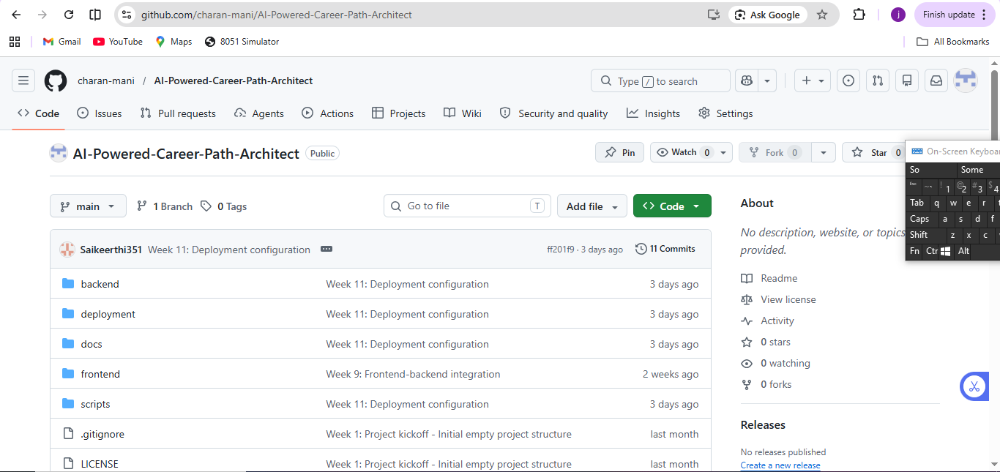 github.com/charan-mani/AI-Powered-Career-Path-Architect
Ask Google
j
Finish update
Gmail
YouTube
Maps
8051 Simulator
All Bookmarks
charan-mani / AI-Powered-Career-Path-Architect
Type / to search
Code
Issues
Pull requests
Agents
Actions
Projects
Wiki
Security and quality
Insights
Settings
AI-Powered-Career-Path-Architect Public
Pin
Watch 0
Fork 0
Star 0
main
1 Branch
0 Tags
Go to file T
Add file
Code
Saikeerthi351 Week 11: Deployment configuration
ff201f9 · 3 days ago
11 Commits
backend Week 11: Deployment configuration 3 days ago
deployment Week 11: Deployment configuration 3 days ago
docs Week 11: Deployment configuration 3 days ago
frontend Week 9: Frontend-backend integration 2 weeks ago
scripts Week 11: Deployment configuration 3 days ago
.gitignore Week 1: Project kickoff - Initial empty project structure last month
LICENSE Week 1: Project kickoff - Initial empty project structure last month
About
No description, website, or topics
provided.
Readme
View license
Activity
0 stars
0 watching
0 forks
Releases
No releases published
Create a new release
On-Screen Keyboar
So Some
Esc ~ ` ! 1 @ 2 # 3 $ 4
Tab q w e r
Caps a s d f
Shift z x c
Fn Ctr Alt